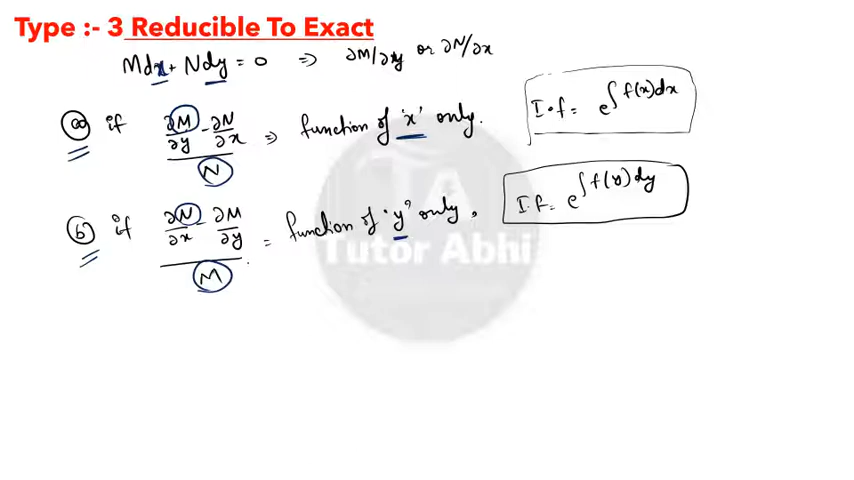 Type :- 3 Reducible To Exact
Mdx + Ndy = 0 ⇒ ∂M/∂y or ∂N/∂x
(a) if (∂M/∂y - ∂N/∂x)/N ⇒ function of 'x' only.
I.f = e^∫f(x)dx
(b) if (∂N/∂x - ∂M/∂y)/M = function of 'y' only,
I.f = e^∫f(y)dy
TA
Tutor Abhi